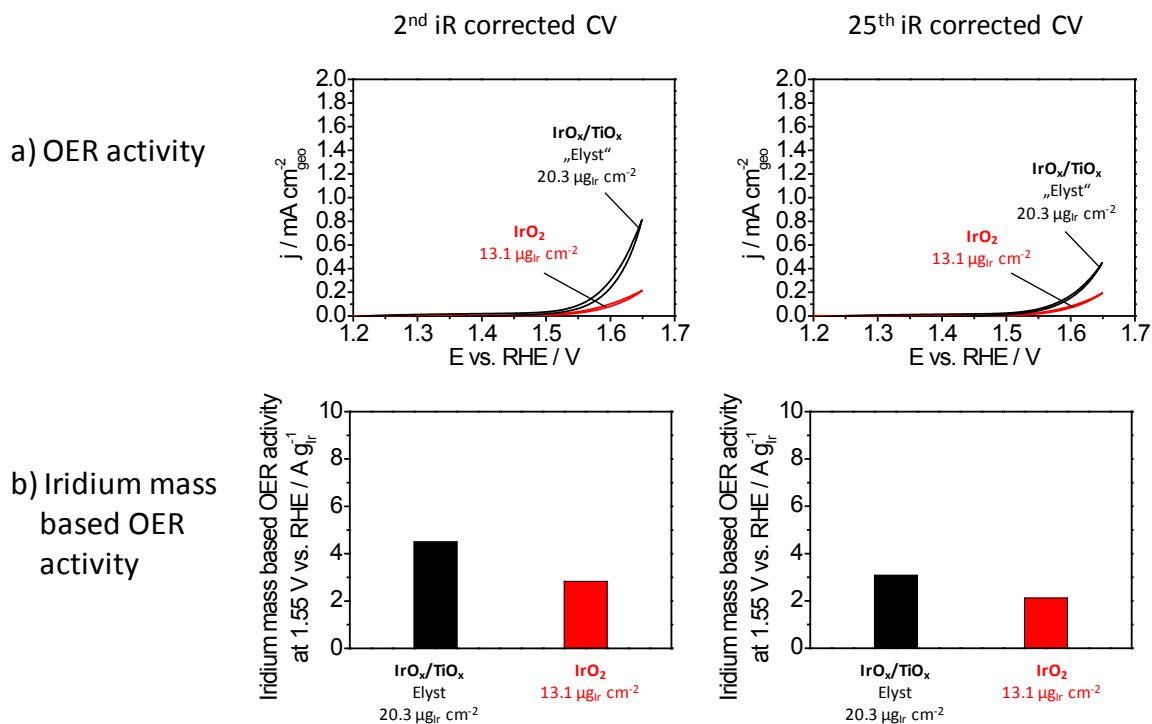 2nd iR corrected CV
25th iR corrected CV
a) OER activity
2.0
1.8
1.6
1.4
1.2
1.0
0.8
0.6
0.4
0.2
0.0
j / mA cm-2geo
IrOx/TiOx
„Elyst“
20.3 µgIr cm-2
IrO2
13.1 µgIr cm-2
1.2 1.3 1.4 1.5 1.6 1.7
E vs. RHE / V
2.0
1.8
1.6
1.4
1.2
1.0
0.8
0.6
0.4
0.2
0.0
j / mA cm-2geo
IrOx/TiOx
„Elyst“
20.3 µgIr cm-2
IrO2
13.1 µgIr cm-2
1.2 1.3 1.4 1.5 1.6 1.7
E vs. RHE / V
b) Iridium mass
based OER
activity
Iridium mass based OER activity
at 1.55 V vs. RHE / A g-1Ir
10
8
6
4
2
0
IrOx/TiOx
Elyst
20.3 µgIr cm-2
IrO2
13.1 µgIr cm-2
Iridium mass based OER activity
at 1.55 V vs. RHE / A g-1Ir
10
8
6
4
2
0
IrOx/TiOx
Elyst
20.3 µgIr cm-2
IrO2
13.1 µgIr cm-2